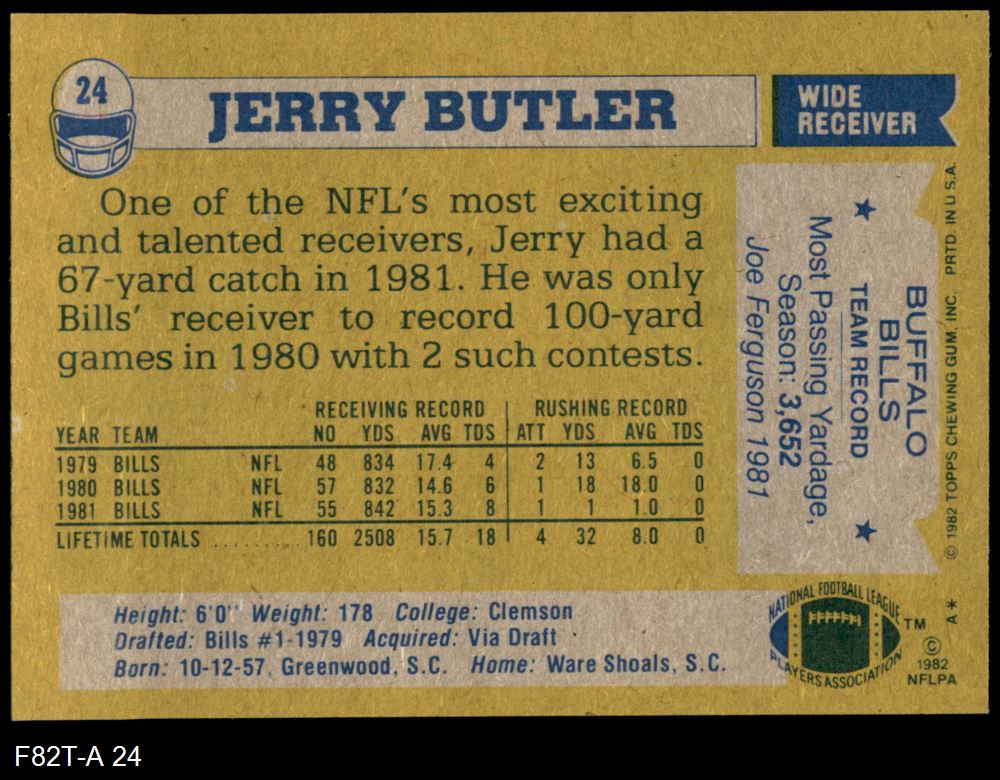 24
JERRY BUTLER
WIDE
RECEIVER
One of the NFL's most exciting
and talented receivers, Jerry had a
67-yard catch in 1981. He was only
Bills' receiver to record 100-yard
games in 1980 with 2 such contests.
RECEIVING RECORD RUSHING RECORD
YEAR TEAM NO YDS AVG TDS ATT YDS AVG TDS
1979 BILLS NFL 48 834 17.4 4 2 13 6.5 0
1980 BILLS NFL 57 832 14.6 6 1 18 18.0 0
1981 BILLS NFL 55 842 15.3 8 1 1 1.0 0
LIFETIME TOTALS .......... 160 2508 15.7 18 4 32 8.0 0
Height: 6'0" Weight: 178 College: Clemson
Drafted: Bills #1-1979 Acquired: Via Draft
Born: 10-12-57, Greenwood, S.C. Home: Ware Shoals, S.C.
BUFFALO
BILLS
★ TEAM RECORD ★
Most Passing Yardage,
Season: 3,652
Joe Ferguson 1981
© 1982 TOPPS CHEWING GUM, INC. PRTD. IN U.S.A.
A*
NATIONAL FOOTBALL LEAGUE
PLAYERS ASSOCIATION
TM
©
1982
NFLPA
F82T-A 24